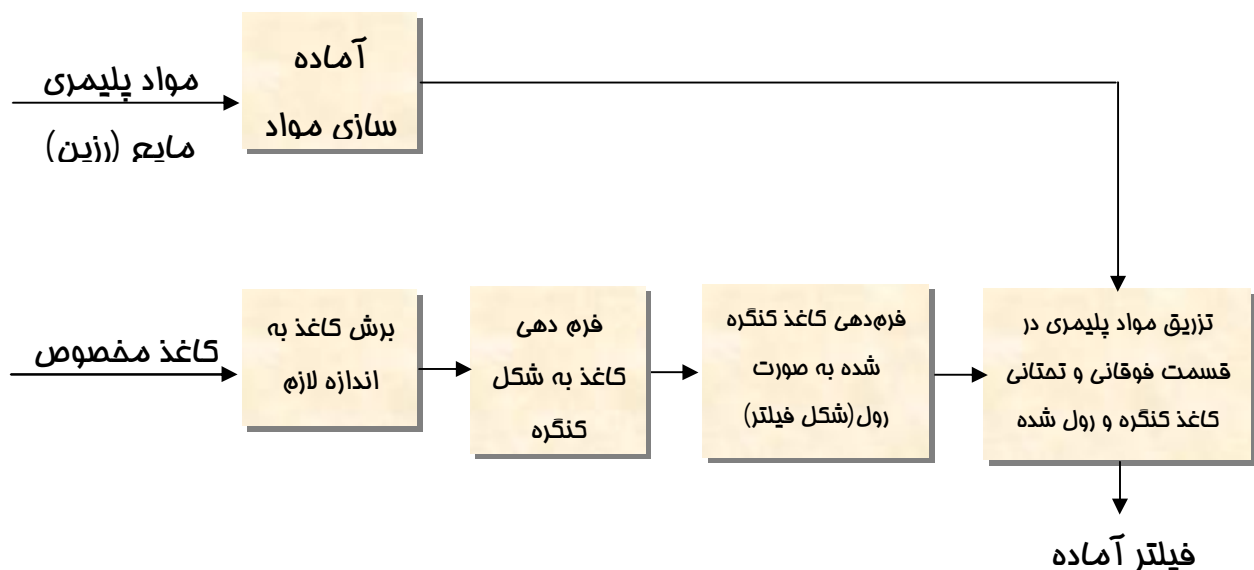 مواد پلیمری
مایع (رزین)
آماده
سازی مواد
کاغذ مخصوص
برش کاغذ به
اندازه لازم
فرم دهی
کاغذ به شکل
کنگره
فرم‌دهی کاغذ کنگره
شده به صورت
رول(شکل فیلتر)
تزریق مواد پلیمری در
قسمت فوقانی و تحتانی
کاغذ کنگره و رول شده
فیلتر آماده